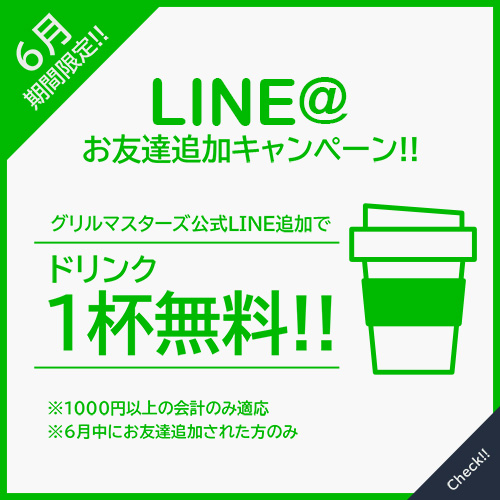 6月
期間限定!!
LINE@
お友達追加キャンペーン!!
グリルマスターズ公式LINE追加で
ドリンク
1杯無料!!
※1000円以上の会計のみ適応
※6月中にお友達追加された方のみ
Check!!